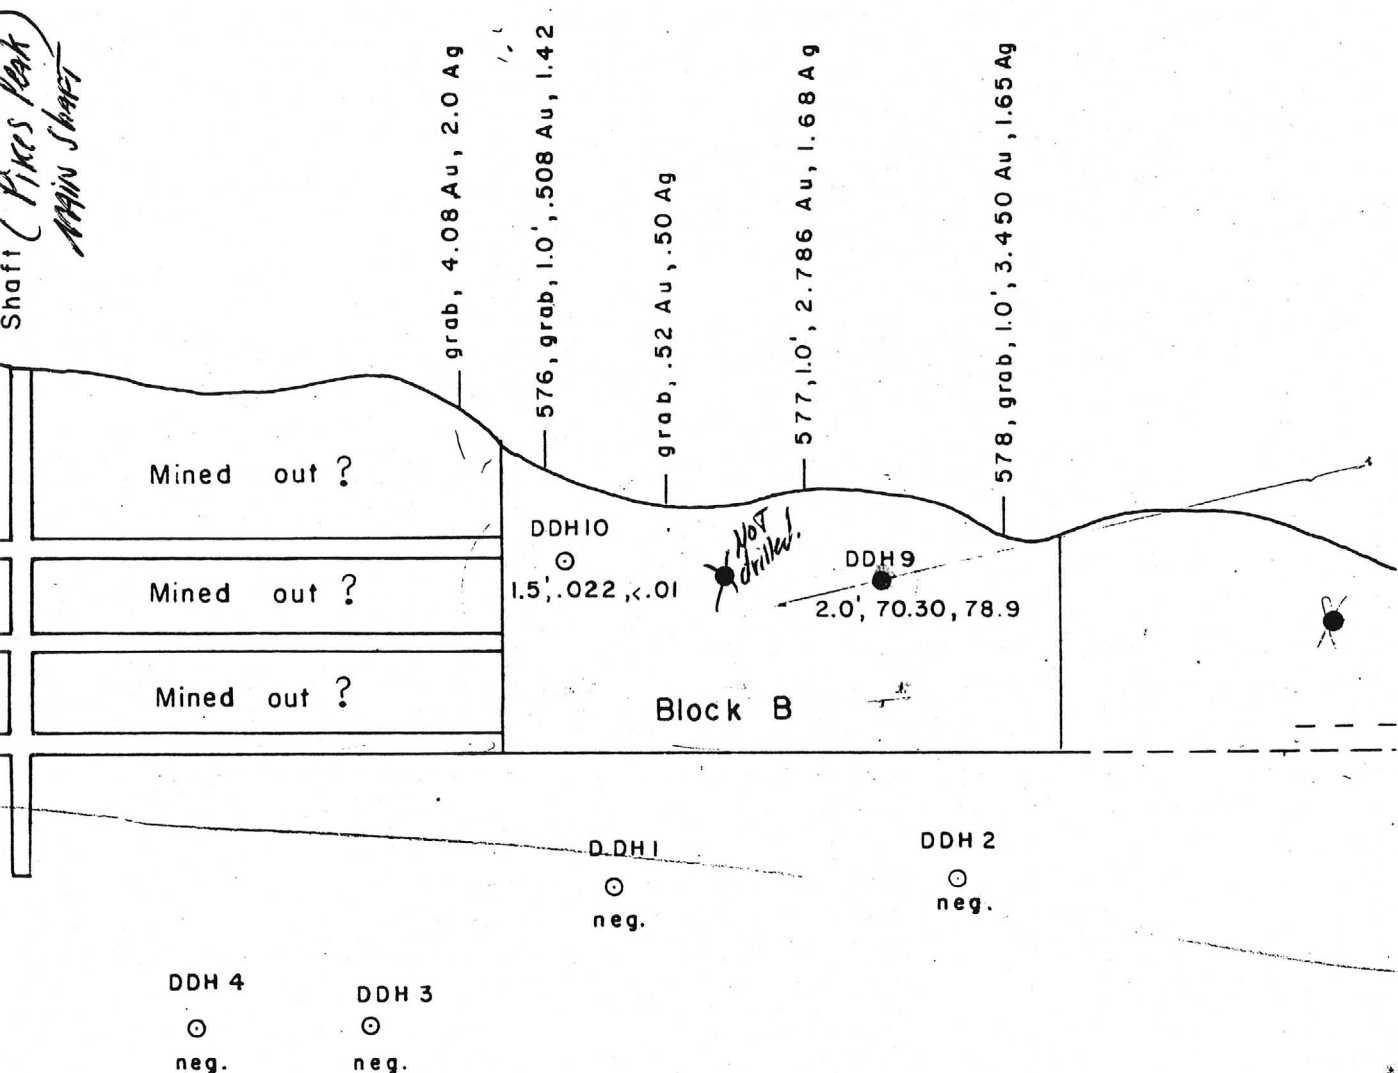 Shaft (Pikes Peak
MAIN Shaft
grab, 4.08 Au, 2.0 Ag
576, grab, 1.0', .508 Au, 1.42
grab, .52 Au, .50 Ag
577, 1.0', 2.786 Au, 1.68 Ag
578, grab, 1.0', 3.450 Au, 1.65 Ag
Mined out ?
DDH10
1.5', .022, <.01
NOT
drilled!
DDH9
2.0', 70.30, 78.9
Mined out ?
Mined out ?
Block B
DDH1
neg.
DDH 2
neg.
DDH 4
neg.
DDH 3
neg.